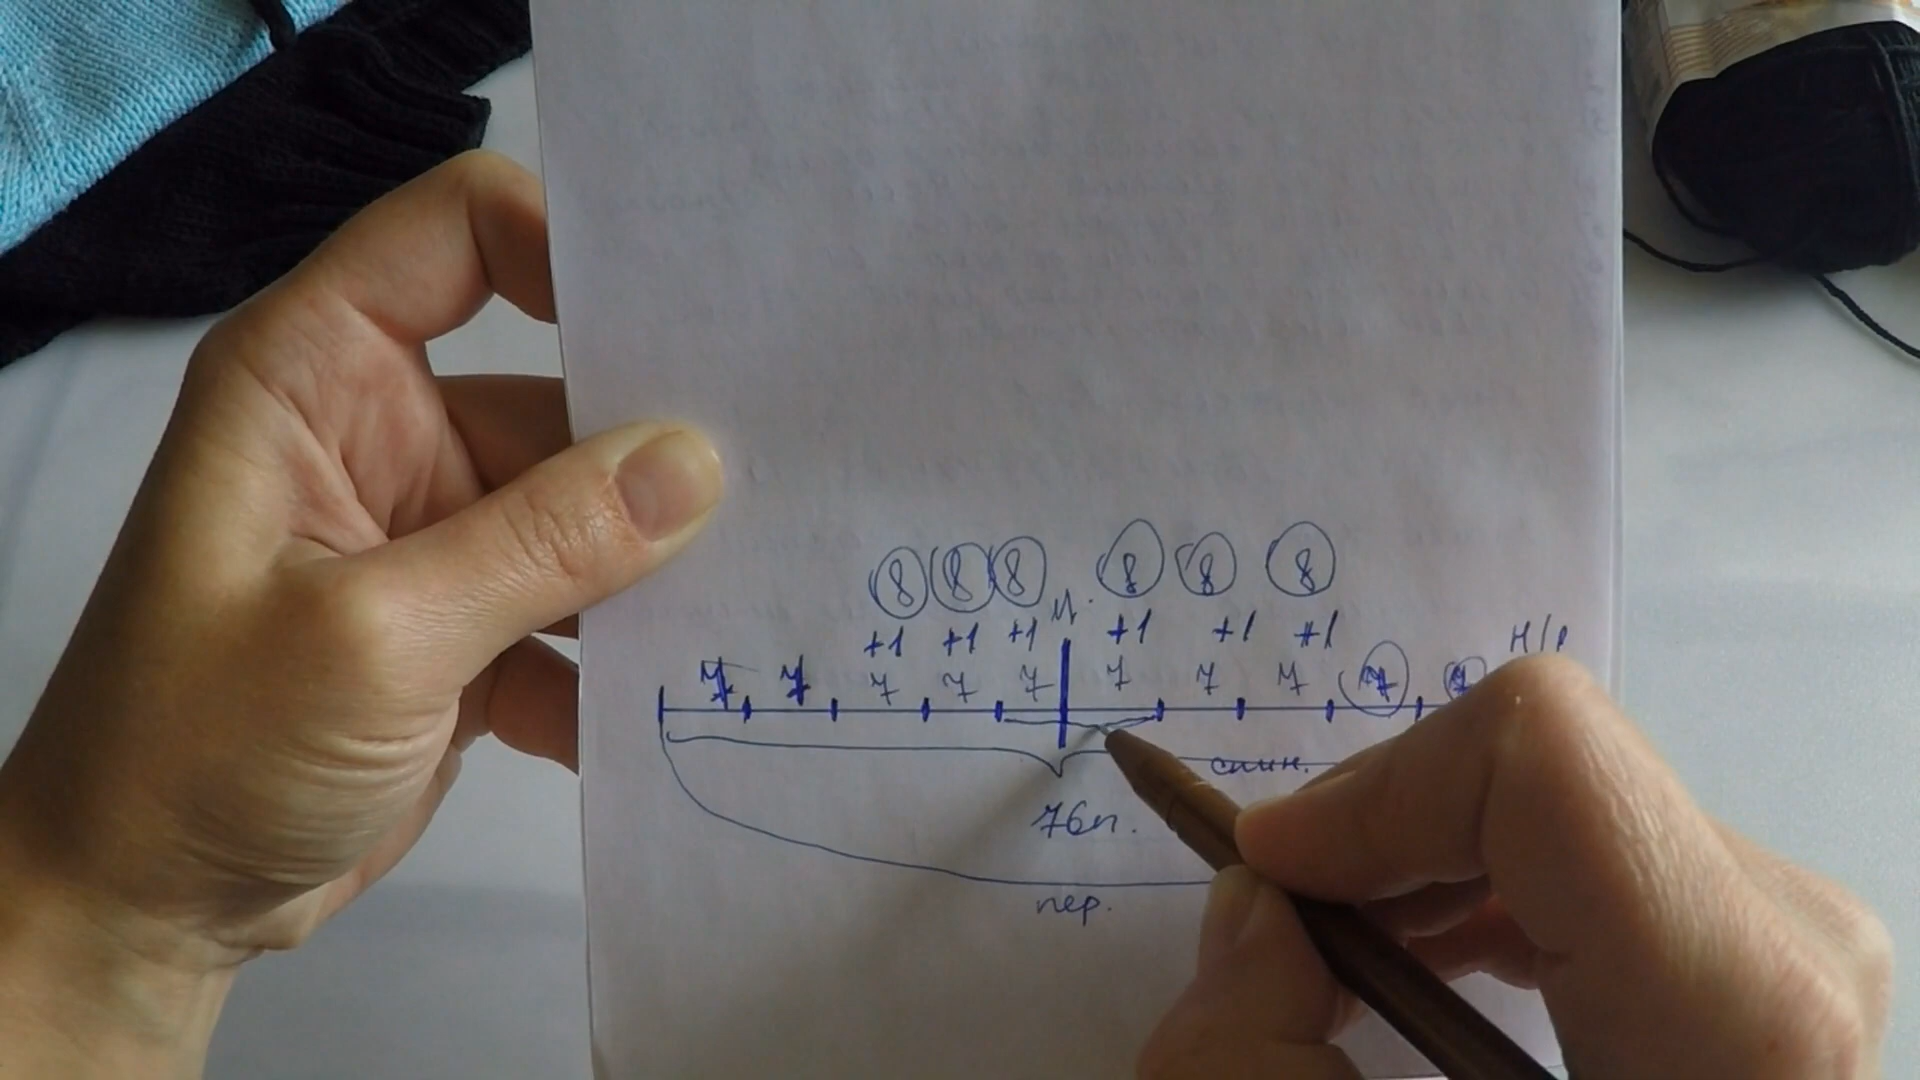 8 8 8 8 8 8
+1 +1 +1 м. +1 +1 +1 н/р
7 7 7 7 7 7 7 7 7 7
спин.
76п.
пер.